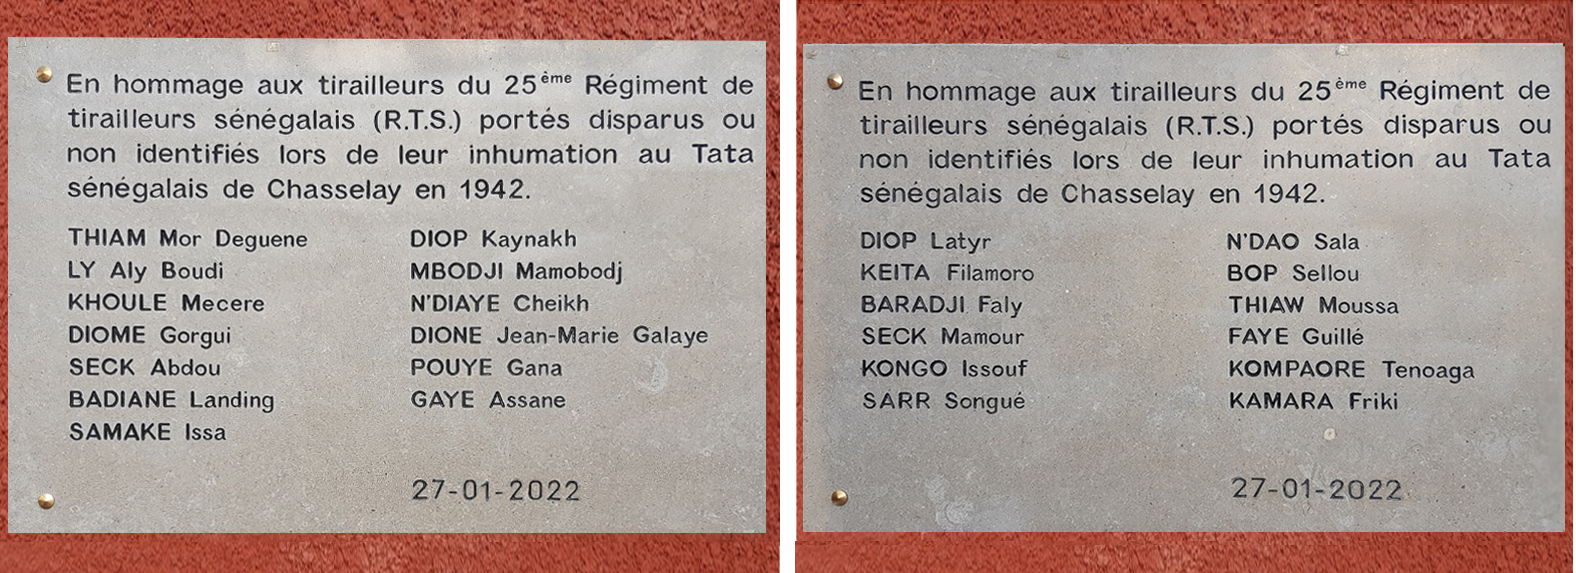 En hommage aux tirailleurs du 25ème Régiment de
tirailleurs sénégalais (R.T.S.) portés disparus ou
non identifiés lors de leur inhumation au Tata
sénégalais de Chasselay en 1942.
THIAM Mor Deguene
LY Aly Boudi
KHOULE Mecere
DIOME Gorgui
SECK Abdou
BADIANE Landing
SAMAKE Issa
DIOP Kaynakh
MBODJI Mamobodj
N'DIAYE Cheikh
DIONE Jean-Marie Galaye
POUYE Gana
GAYE Assane
27-01-2022
En hommage aux tirailleurs du 25ème Régiment de
tirailleurs sénégalais (R.T.S.) portés disparus ou
non identifiés lors de leur inhumation au Tata
sénégalais de Chasselay en 1942.
DIOP Latyr
KEITA Filamoro
BARADJI Faly
SECK Mamour
KONGO Issouf
SARR Songué
N'DAO Sala
BOP Sellou
THIAW Moussa
FAYE Guillé
KOMPAORE Tenoaga
KAMARA Friki
27-01-2022